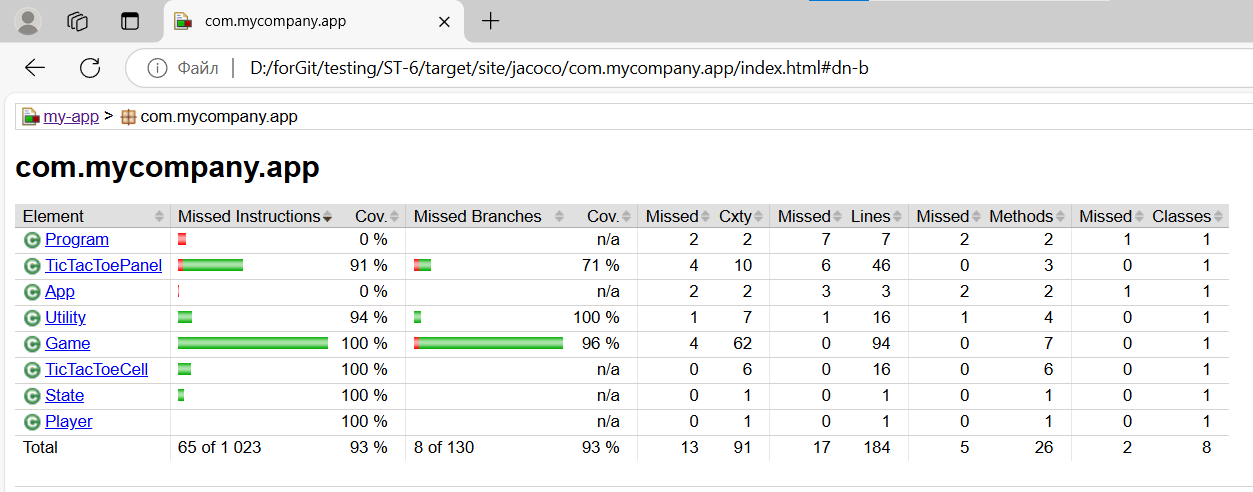 com.mycompany.app
Файл D:/forGit/testing/ST-6/target/site/jacoco/com.mycompany.app/index.html#dn-b
my-app > com.mycompany.app
com.mycompany.app
Element Missed Instructions Cov. Missed Branches Cov. Missed Cxty Missed Lines Missed Methods Missed Classes
Program 0 % n/a 2 2 7 7 2 2 1 1
TicTacToePanel 91 % 71 % 4 10 6 46 0 3 0 1
App 0 % n/a 2 2 3 3 2 2 1 1
Utility 94 % 100 % 1 7 1 16 1 4 0 1
Game 100 % 96 % 4 62 0 94 0 7 0 1
TicTacToeCell 100 % n/a 0 6 0 16 0 6 0 1
State 100 % n/a 0 1 0 1 0 1 0 1
Player 100 % n/a 0 1 0 1 0 1 0 1
Total 65 of 1 023 93 % 8 of 130 93 % 13 91 17 184 5 26 2 8